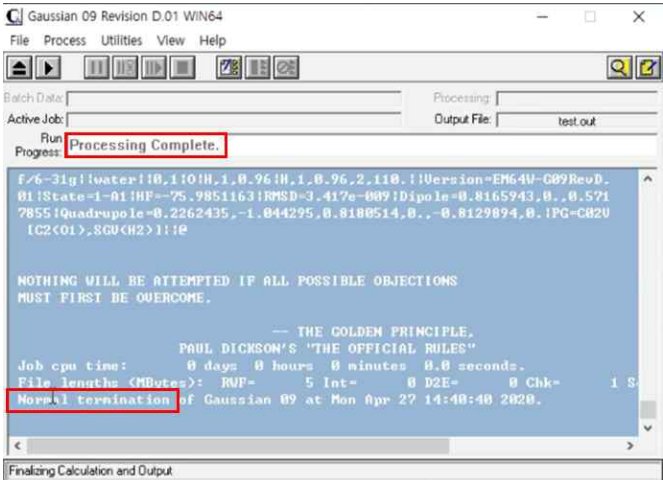 Gaussian 09 Revision D.01 WIN64
File Process Utilities View Help
Batch Data:
Processing:
Active Job:
Output File: test.out
Run Progress: Processing Complete.
f/6-31g!!water!!0,1!O!H,1,0.96!H,1,0.96,2,110.!!Version=EM64W-G09RevD.
01!State=1-A1!HF=-75.9851163!RMSD=3.417e-009!Dipole=0.8165943,0.,0.571
7855!Quadrupole=0.2262435,-1.044295,0.8180514,0.,-0.8129894,0.!PG=C02V
[C2(O1),SGV(H2)]!!@
NOTHING WILL BE ATTEMPTED IF ALL POSSIBLE OBJECTIONS
MUST FIRST BE OVERCOME.
-- THE GOLDEN PRINCIPLE,
PAUL DICKSON'S "THE OFFICIAL RULES"
Job cpu time: 0 days 0 hours 0 minutes 0.0 seconds.
File lengths (MBytes): RWF= 5 Int= 0 D2E= 0 Chk= 1 S
Normal termination of Gaussian 09 at Mon Apr 27 14:40:40 2020.
Finalizing Calculation and Output